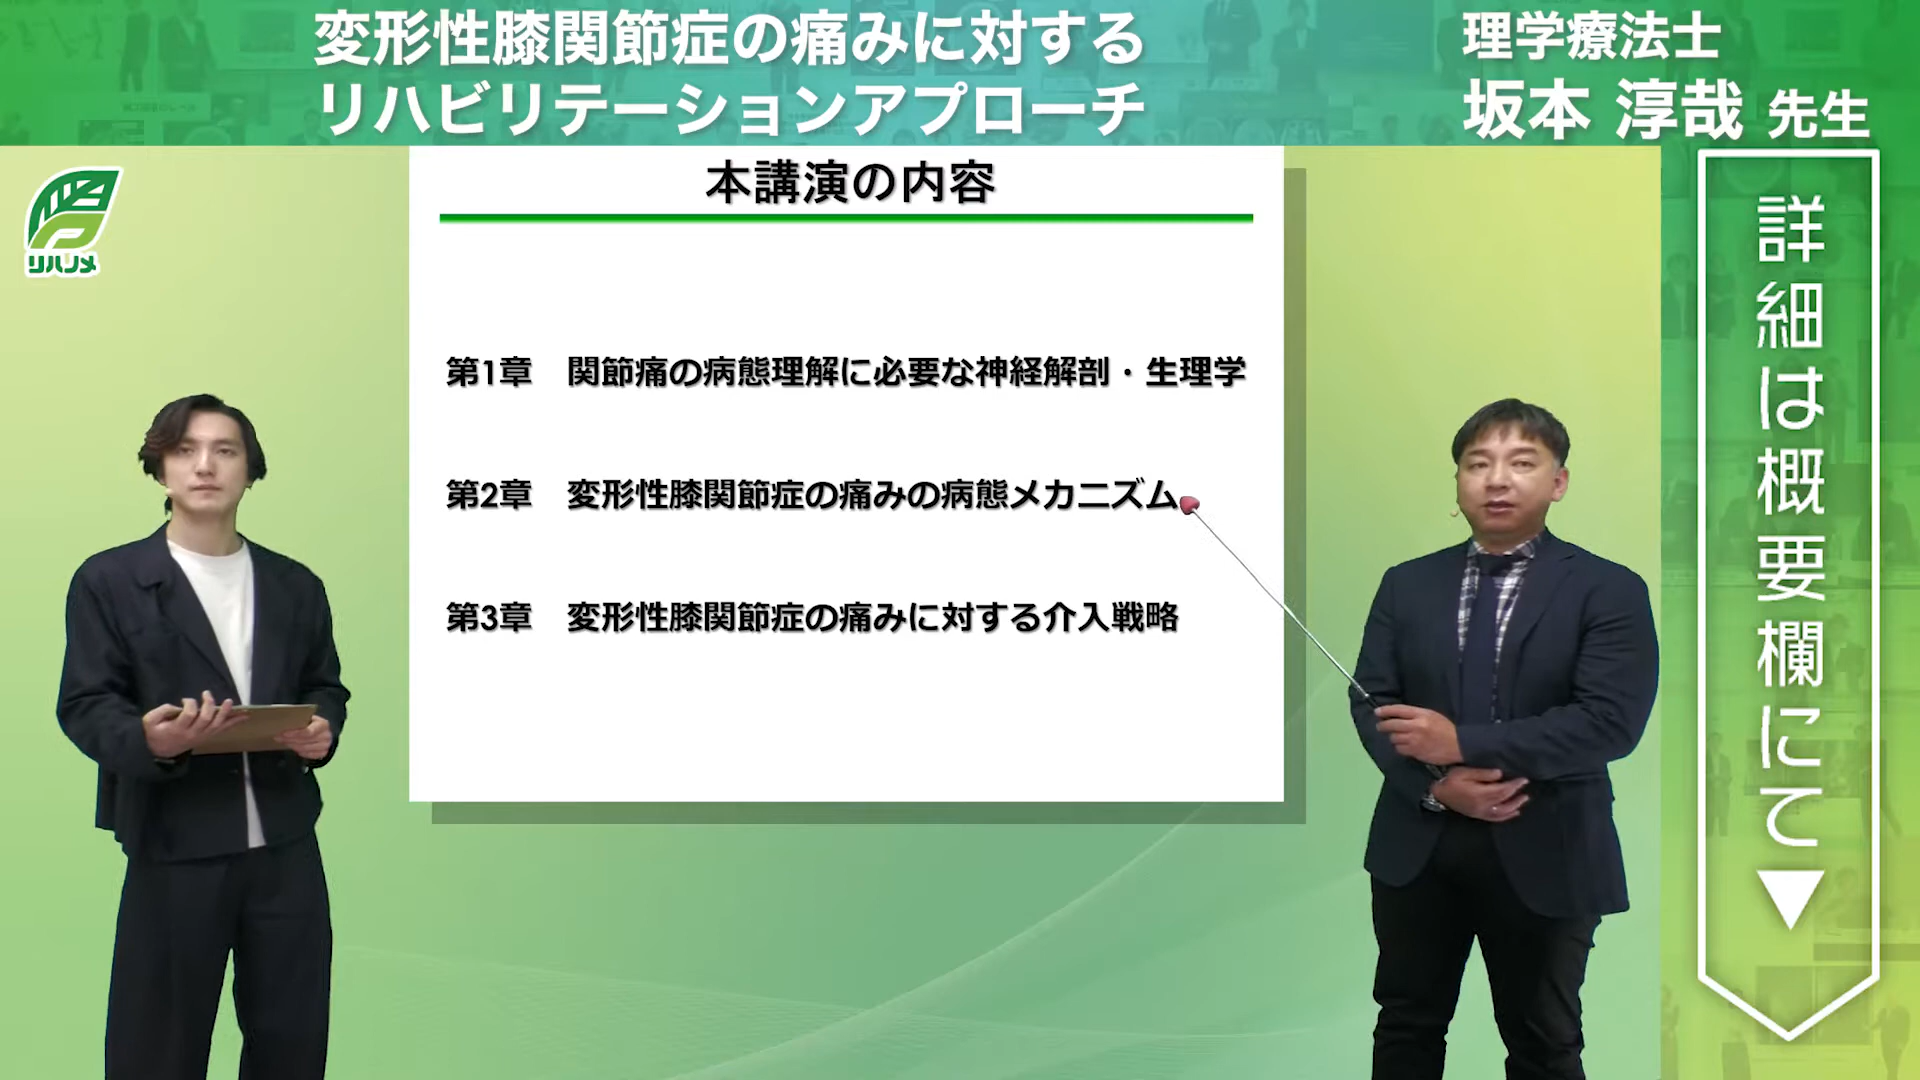 変形性膝関節症の痛みに対する
リハビリテーションアプローチ
理学療法士
坂本 淳哉 先生
リハノメ
本講演の内容
第1章 関節痛の病態理解に必要な神経解剖・生理学
第2章 変形性膝関節症の痛みの病態メカニズム
第3章 変形性膝関節症の痛みに対する介入戦略
詳細は概要欄にて▼